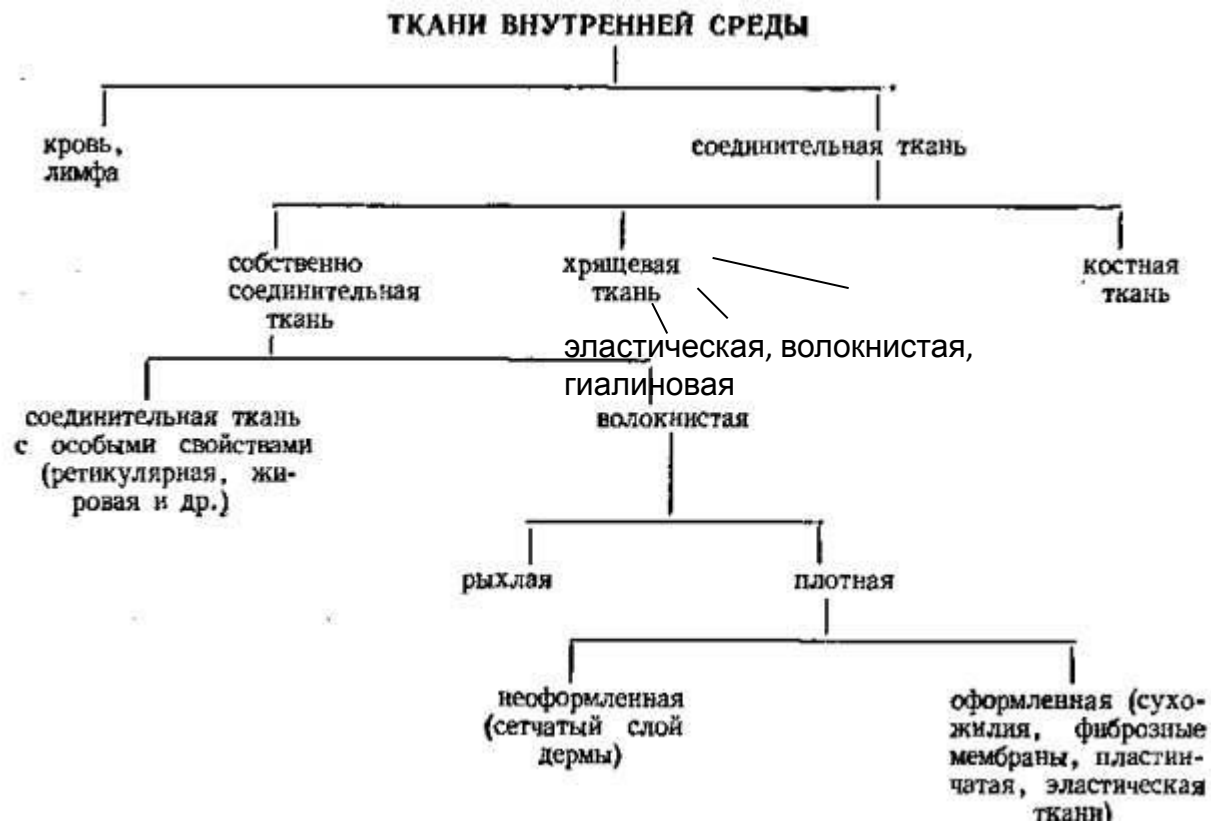 ТКАНИ ВНУТРЕННЕЙ СРЕДЫ
кровь,
лимфа
соединительная ткань
собственно
соединительная
ткань
хрящевая
ткань
костная
ткань
эластическая, волокнистая,
гиалиновая
соединительная ткань
с особыми свойствами
(ретикулярная, жи-
ровая и др.)
волокнистая
рыхлая
плотная
неоформленная
(сетчатый слой
дермы)
оформленная (сухо-
жилия, фиброзные
мембраны, пластин-
чатая, эластическая
ткани)